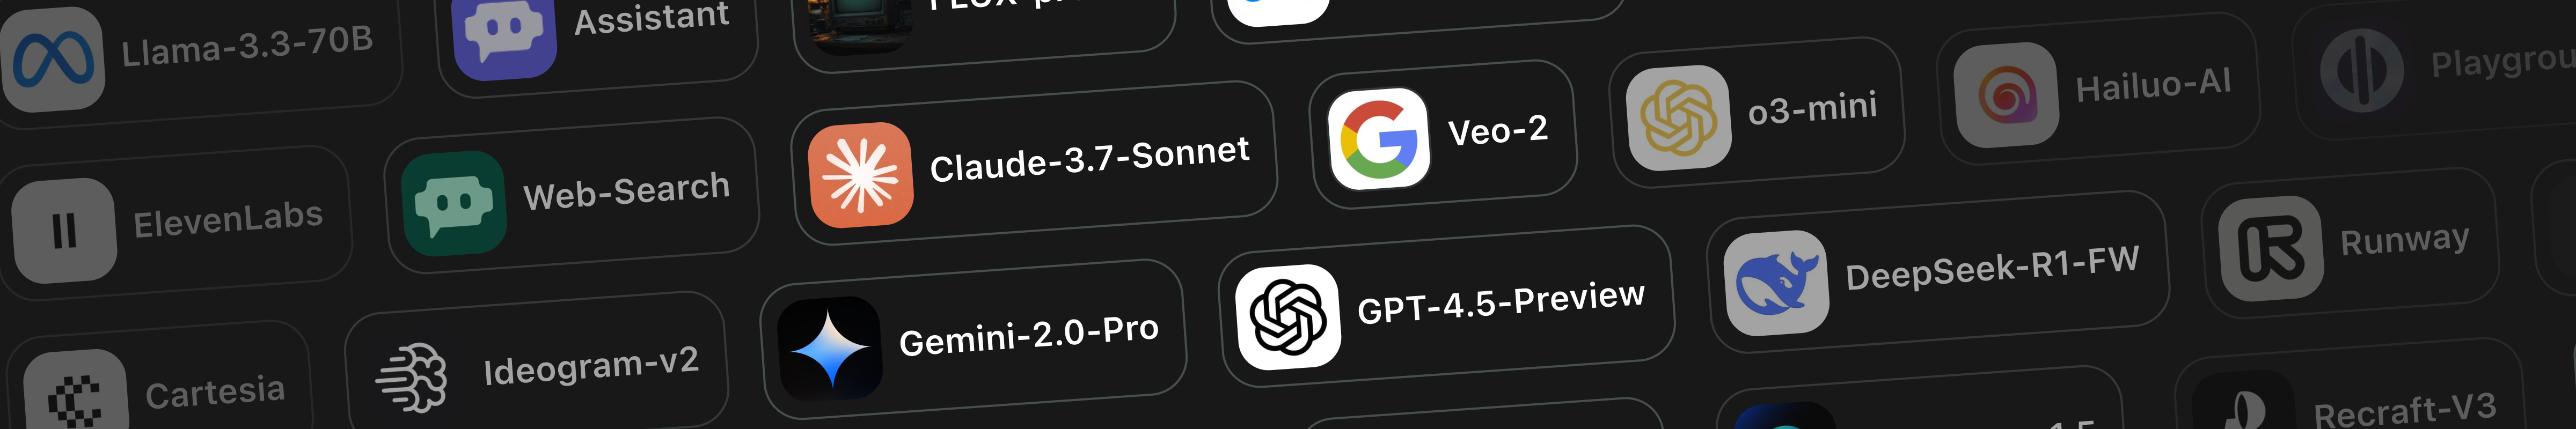 Llama-3.3-70B
Assistant
ElevenLabs
Web-Search
Claude-3.7-Sonnet
Veo-2
o3-mini
Hailuo-AI
Cartesia
Ideogram-v2
Gemini-2.0-Pro
GPT-4.5-Preview
DeepSeek-R1-FW
Runway
Recraft-V3